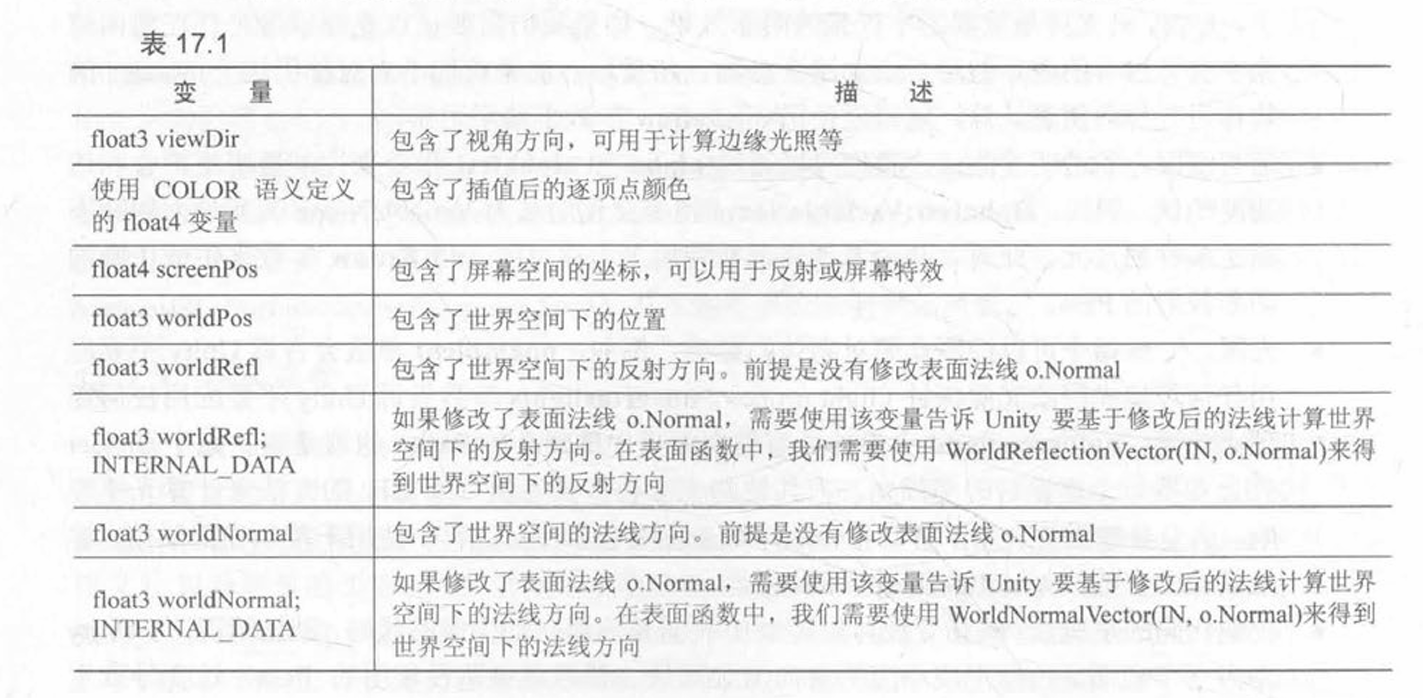 表 17.1
变 量 描 述
float3 viewDir 包含了视角方向，可用于计算边缘光照等
使用 COLOR 语义定义 包含了插值后的逐顶点颜色
的 float4 变量
float4 screenPos 包含了屏幕空间的坐标，可以用于反射或屏幕特效
float3 worldPos 包含了世界空间下的位置
float3 worldRefl 包含了世界空间下的反射方向。前提是没有修改表面法线 o.Normal
如果修改了表面法线 o.Normal，需要使用该变量告诉 Unity 要基于修改后的法线计算世界
float3 worldRefl; 空间下的反射方向。在表面函数中，我们需要使用 WorldReflectionVector(IN, o.Normal)来得
INTERNAL_DATA 到世界空间下的反射方向
float3 worldNormal 包含了世界空间的法线方向。前提是没有修改表面法线 o.Normal
如果修改了表面法线 o.Normal，需要使用该变量告诉 Unity 要基于修改后的法线计算世界
float3 worldNormal; 空间下的法线方向。在表面函数中，我们需要使用 WorldNormalVector(IN, o.Normal)来得到
INTERNAL_DATA 世界空间下的法线方向